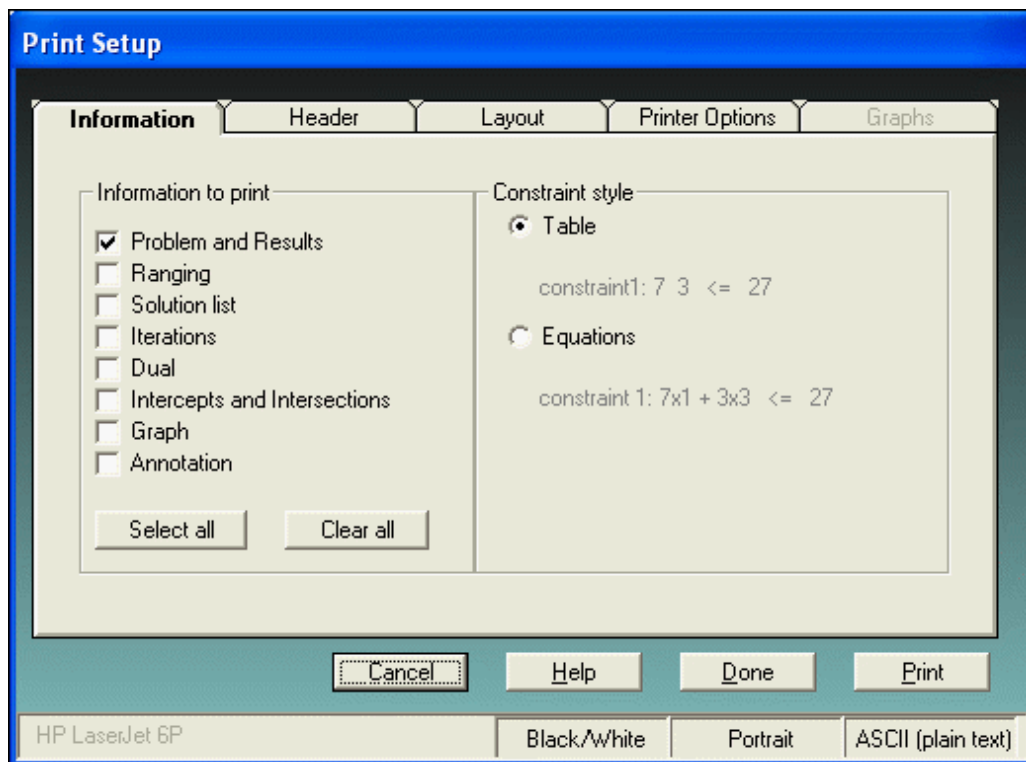 Print Setup
Information Header Layout Printer Options Graphs
Information to print
Problem and Results
Ranging
Solution list
Iterations
Dual
Intercepts and Intersections
Graph
Annotation
Select all Clear all
Constraint style
Table
constraint1: 7 3 <= 27
Equations
constraint 1: 7x1 + 3x3 <= 27
Cancel Help Done Print
HP LaserJet 6P Black/White Portrait ASCII (plain text)